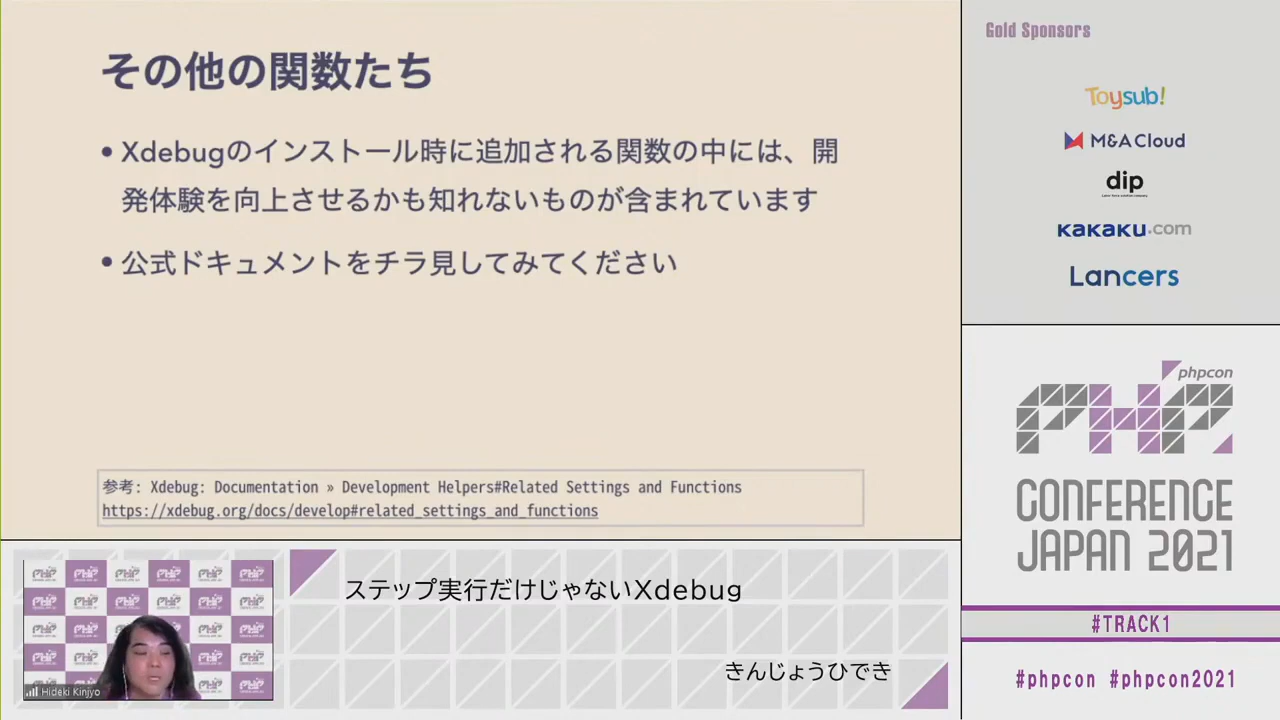 その他の関数たち
• Xdebugのインストール時に追加される関数の中には、開
発体験を向上させるかも知れないものが含まれています
• 公式ドキュメントをチラ見してみてください
参考: Xdebug: Documentation » Development Helpers#Related Settings and Functions
https://xdebug.org/docs/develop#related_settings_and_functions
Hideki Kinjyo
ステップ実行だけじゃないXdebug
きんじょうひでき
Gold Sponsors
Toysub!
M&A Cloud
dip
kakaku.com
Lancers
phpcon
PHP
CONFERENCE
JAPAN 2021
#TRACK1
#phpcon #phpcon2021